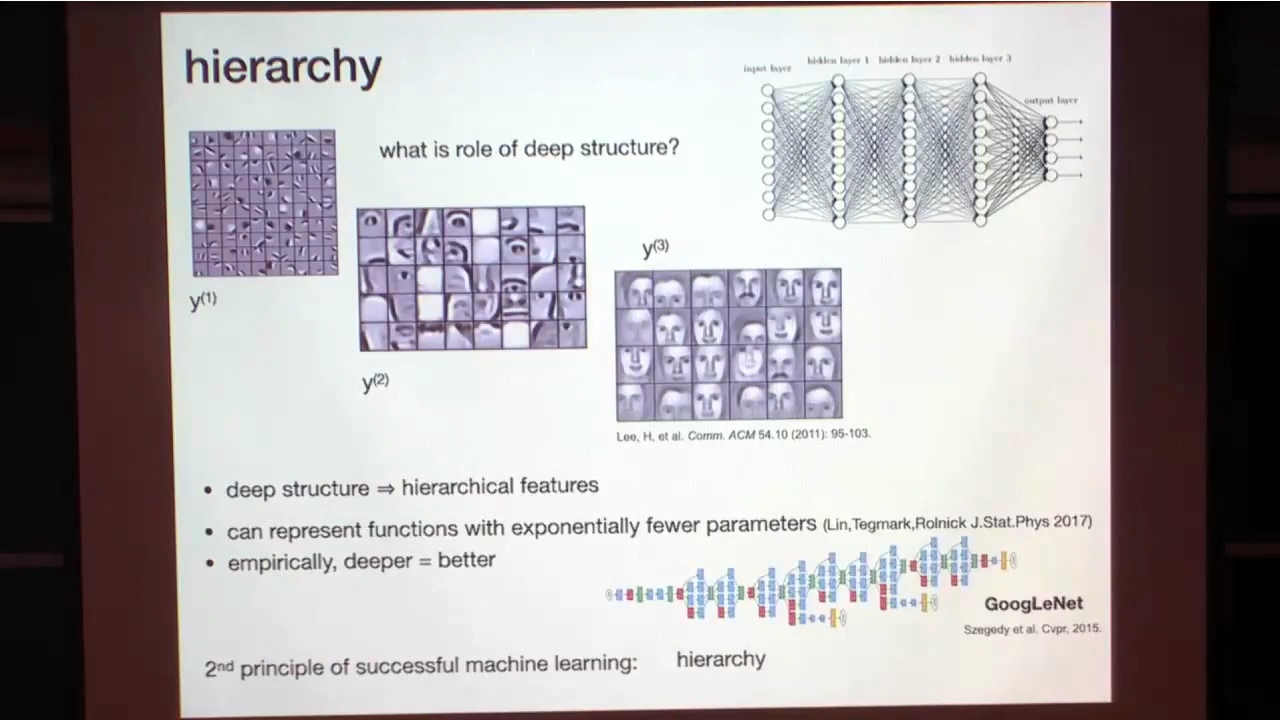 hierarchy
input layer
hidden layer 1 hidden layer 2 hidden layer 3
output layer
what is role of deep structure?
y(1)
y(2)
y(3)
Lee, H, et al. Comm. ACM 54.10 (2011): 95-103.
• deep structure ⇒ hierarchical features
• can represent functions with exponentially fewer parameters (Lin,Tegmark,Rolnick J.Stat.Phys 2017)
• empirically, deeper = better
GoogLeNet
Szegedy et al. Cvpr, 2015.
2nd principle of successful machine learning: hierarchy